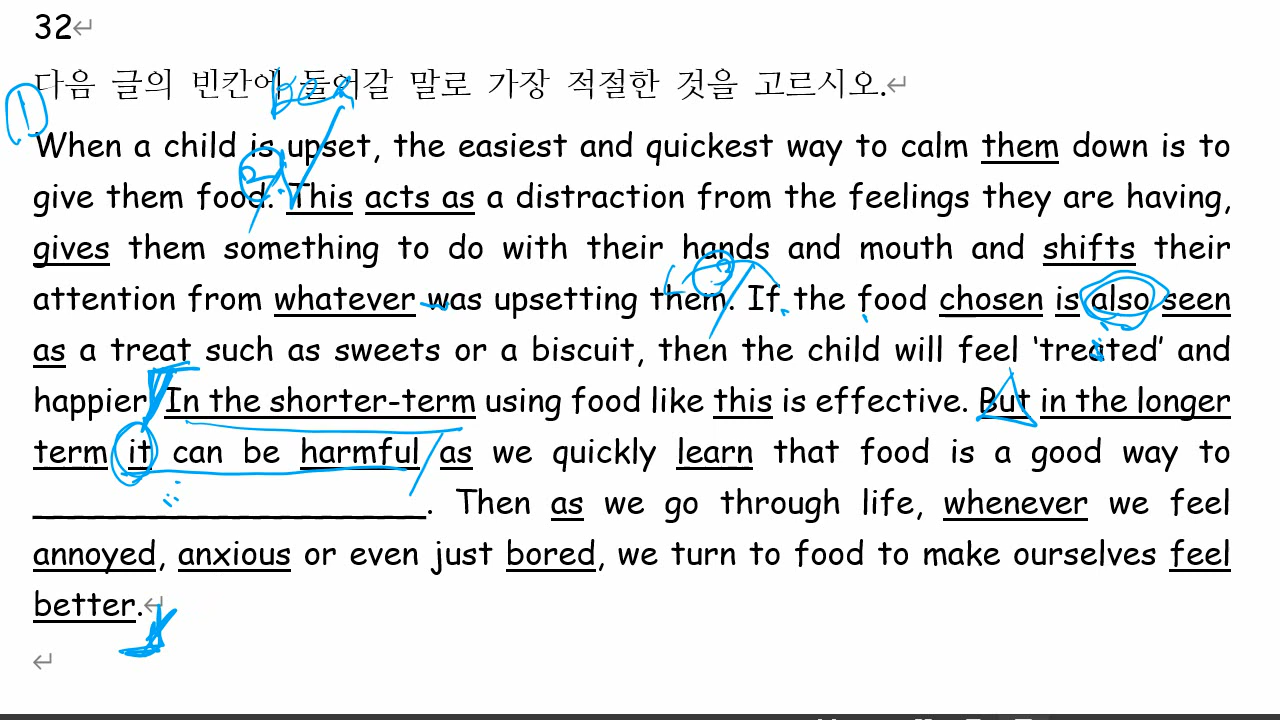 32
다음 글의 빈칸에 들어갈 말로 가장 적절한 것을 고르시오.
①
When a child is upset, the easiest and quickest way to calm them down is to
give them food. This acts as a distraction from the feelings they are having,
gives them something to do with their hands and mouth and shifts their
attention from whatever was upsetting them. If the food chosen is also seen
as a treat such as sweets or a biscuit, then the child will feel ‘treated’ and
happier. In the shorter-term using food like this is effective. But in the longer
term it can be harmful as we quickly learn that food is a good way to
______________________. Then as we go through life, whenever we feel
annoyed, anxious or even just bored, we turn to food to make ourselves feel
better.